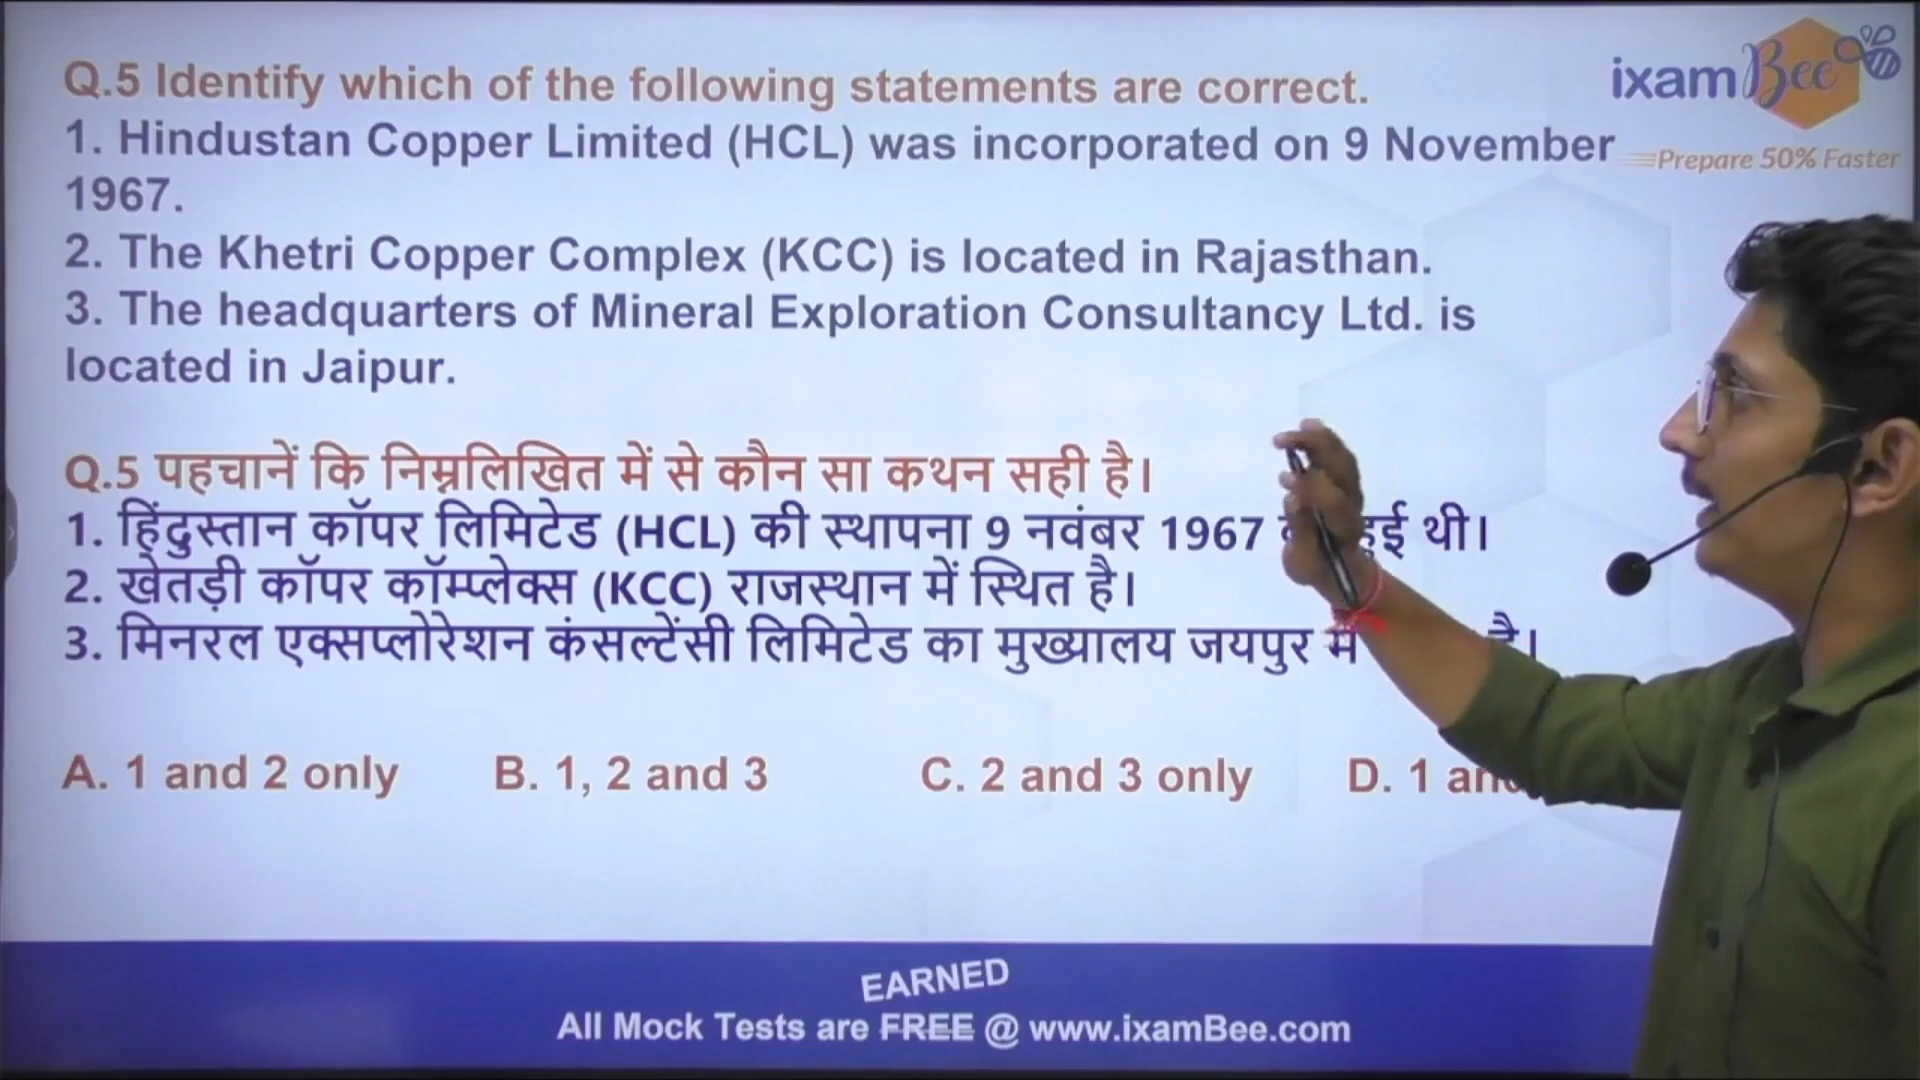 ixamBee
Prepare 50% Faster
Q.5 Identify which of the following statements are correct.
1. Hindustan Copper Limited (HCL) was incorporated on 9 November
1967.
2. The Khetri Copper Complex (KCC) is located in Rajasthan.
3. The headquarters of Mineral Exploration Consultancy Ltd. is
located in Jaipur.
Q.5 पहचानें कि निम्नलिखित में से कौन सा कथन सही है।
1. हिंदुस्तान कॉपर लिमिटेड (HCL) की स्थापना 9 नवंबर 1967 हुई थी।
2. खेतड़ी कॉपर कॉम्प्लेक्स (KCC) राजस्थान में स्थित है।
3. मिनरल एक्सप्लोरेशन कंसल्टेंसी लिमिटेड का मुख्यालय जयपुर में है।
A. 1 and 2 only B. 1, 2 and 3 C. 2 and 3 only D. 1
EARNED
All Mock Tests are FREE @ www.ixamBee.com